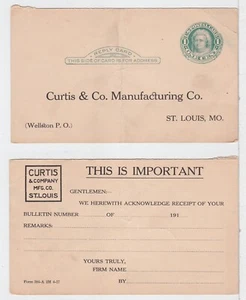 REPLY CARD
THIS SIDE OF CARD IS FOR ADDRESS.
Curtis & Co. Manufacturing Co.
ST. LOUIS, MO.
(Wellston P. O.)
CURTIS
& COMPANY
MFG. CO.
ST. LOUIS
THIS IS IMPORTANT
GENTLEMEN:—
WE HEREWITH ACKNOWLEDGE RECEIPT OF YOUR
BULLETIN NUMBER OF 191
REMARKS:
YOURS TRULY,
FIRM NAME
BY